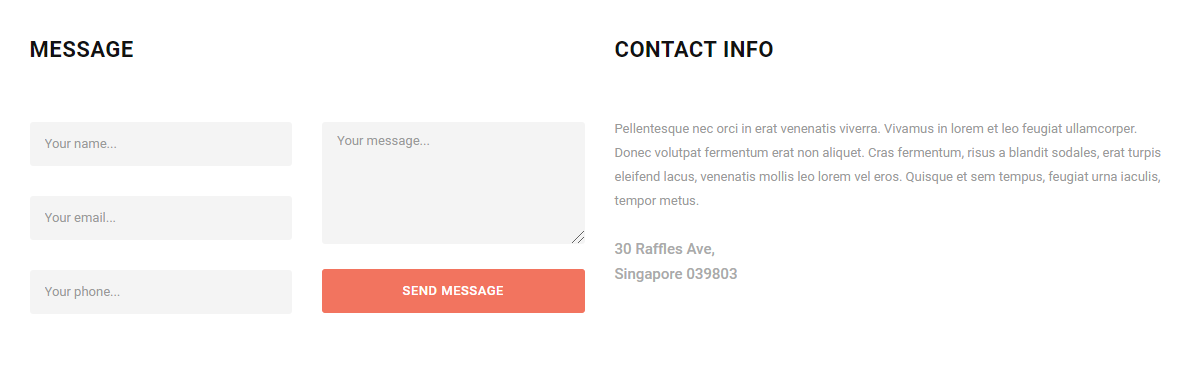 MESSAGE
Your name...
Your email...
Your phone...
Your message...
SEND MESSAGE
CONTACT INFO
Pellentesque nec orci in erat venenatis viverra. Vivamus in lorem et leo feugiat ullamcorper.
Donec volutpat fermentum erat non aliquet. Cras fermentum, risus a blandit sodales, erat turpis
eleifend lacus, venenatis mollis leo lorem vel eros. Quisque et sem tempus, feugiat urna iaculis,
tempor metus.
30 Raffles Ave,
Singapore 039803